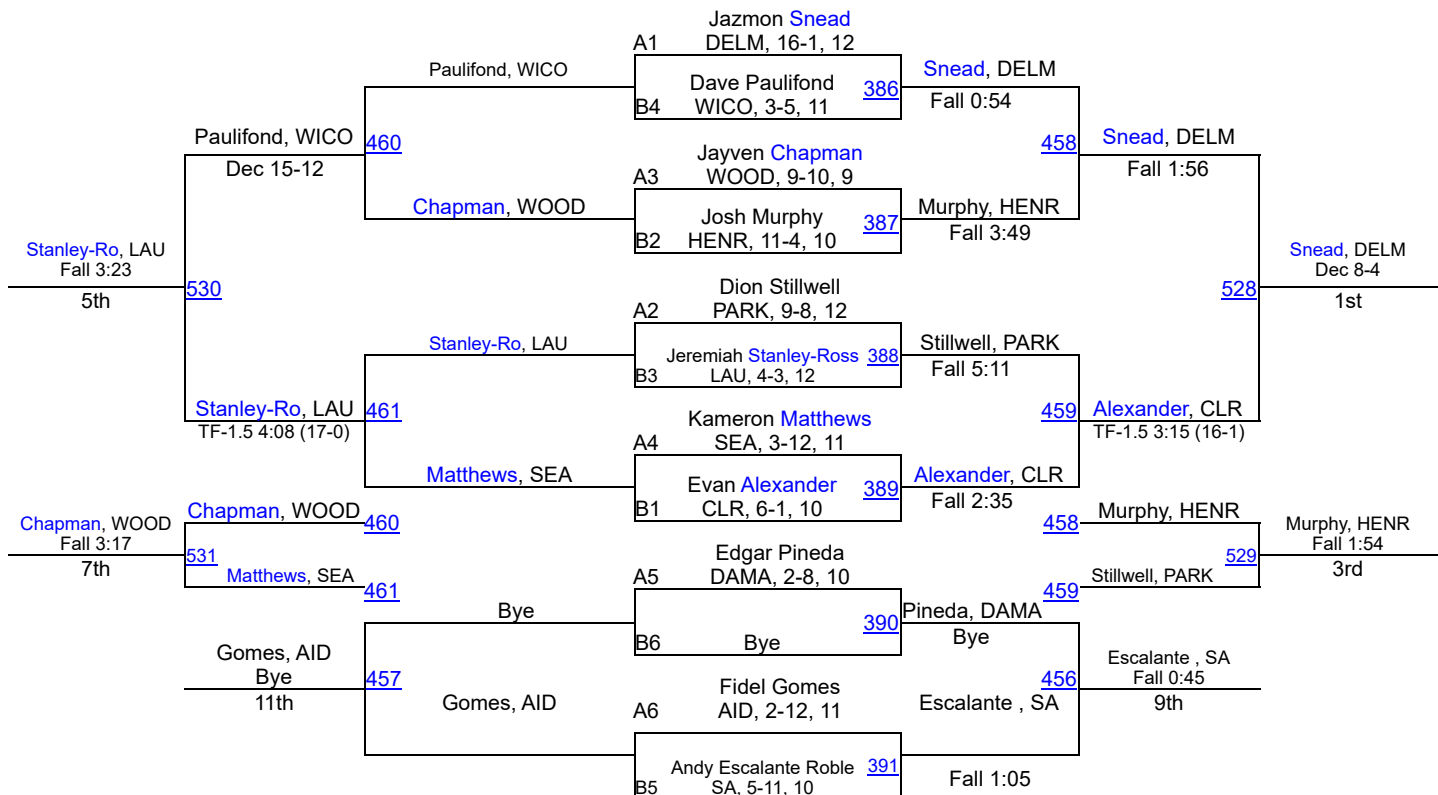 Jazmon Snead
A1 DELM, 16-1, 12
Paulifond, WICO
Dave Paulifond
386
B4 WICO, 3-5, 11
Snead, DELM
Fall 0:54
Paulifond, WICO
460
Dec 15-12
Jayven Chapman
A3 WOOD, 9-10, 9
Chapman, WOOD
Josh Murphy
387
B2 HENR, 11-4, 10
Murphy, HENR
Fall 3:49
458
Snead, DELM
Fall 1:56
Stanley-Ro, LAU
Fall 3:23
530
5th
Snead, DELM
Dec 8-4
528
1st
Dion Stillwell
A2 PARK, 9-8, 12
Stanley-Ro, LAU
Jeremiah Stanley-Ross 388
B3 LAU, 4-3, 12
Stillwell, PARK
Fall 5:11
Stanley-Ro, LAU
461
TF-1.5 4:08 (17-0)
Kameron Matthews
A4 SEA, 3-12, 11
Matthews, SEA
Evan Alexander
389
B1 CLR, 6-1, 10
Alexander, CLR
Fall 2:35
459
Alexander, CLR
TF-1.5 3:15 (16-1)
Chapman, WOOD
Fall 3:17
531
7th
Chapman, WOOD
460
Matthews, SEA
461
458
Murphy, HENR
459
Stillwell, PARK
529
Murphy, HENR
Fall 1:54
3rd
Edgar Pineda
A5 DAMA, 2-8, 10
Bye
390
B6 Bye
Pineda, DAMA
Bye
Gomes, AID
Bye
457
11th
Gomes, AID
Fidel Gomes
A6 AID, 2-12, 11
Andy Escalante Roble 391
B5 SA, 5-11, 10
Escalante , SA
Fall 1:05
456
Escalante , SA
Fall 0:45
9th